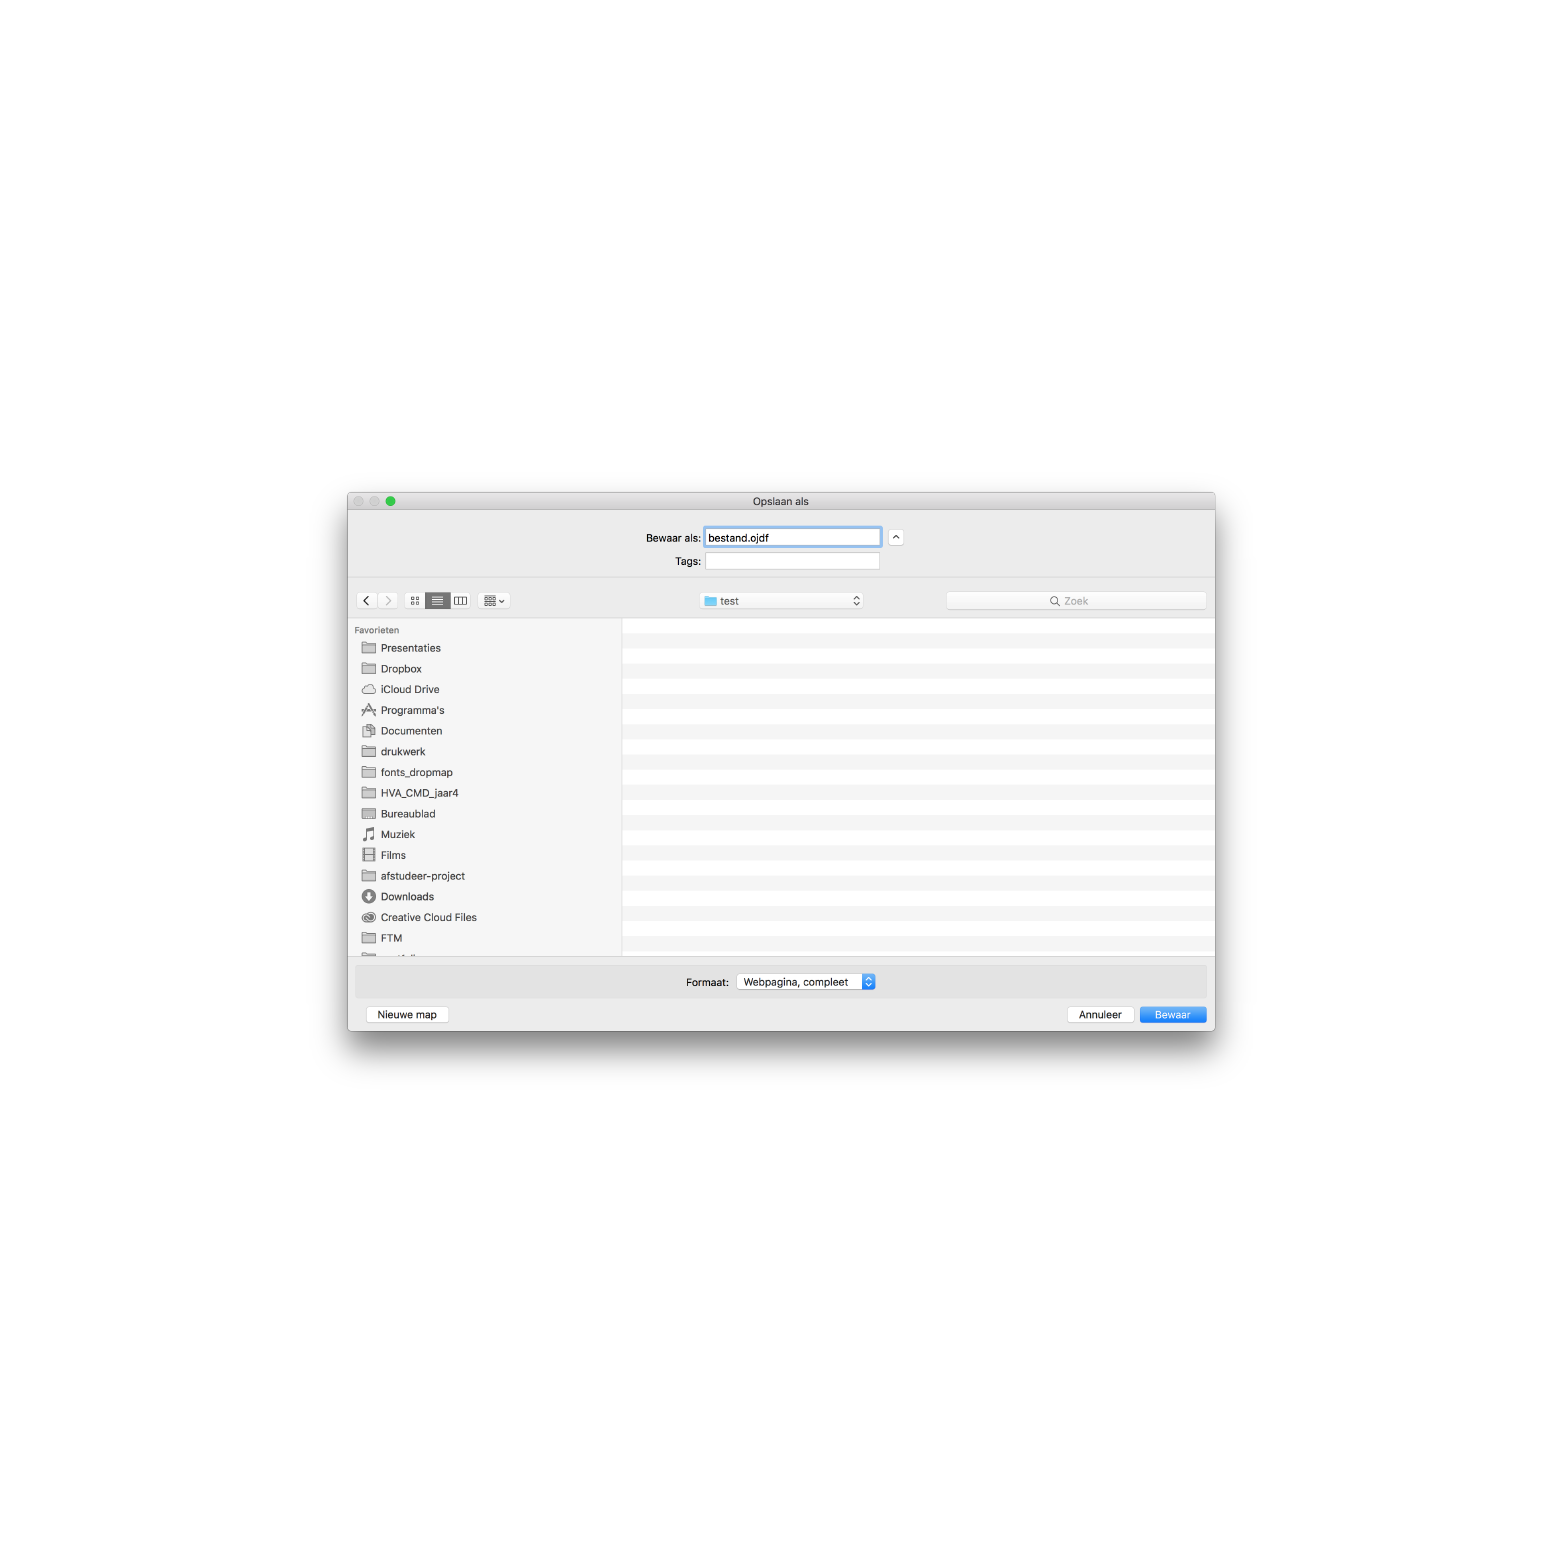 Opslaan als
Bewaar als: bestand.ojdf
Tags:
test
Zoek
Favorieten
Presentaties
Dropbox
iCloud Drive
Programma's
Documenten
drukwerk
fonts_dropmap
HVA_CMD_jaar4
Bureaublad
Muziek
Films
afstudeer-project
Downloads
Creative Cloud Files
FTM
Formaat: Webpagina, compleet
Nieuwe map
Annuleer
Bewaar